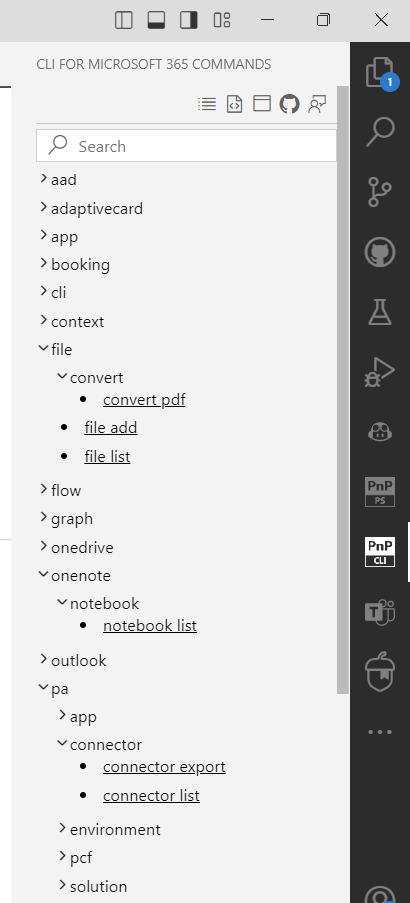 CLI FOR MICROSOFT 365 COMMANDS
1
Search
aad
adaptivecard
app
booking
cli
context
file
convert
convert pdf
file add
file list
flow
graph
onedrive
onenote
notebook
notebook list
outlook
pa
app
connector
connector export
connector list
environment
pcf
solution
PnP
PS
PnP
CLI
T